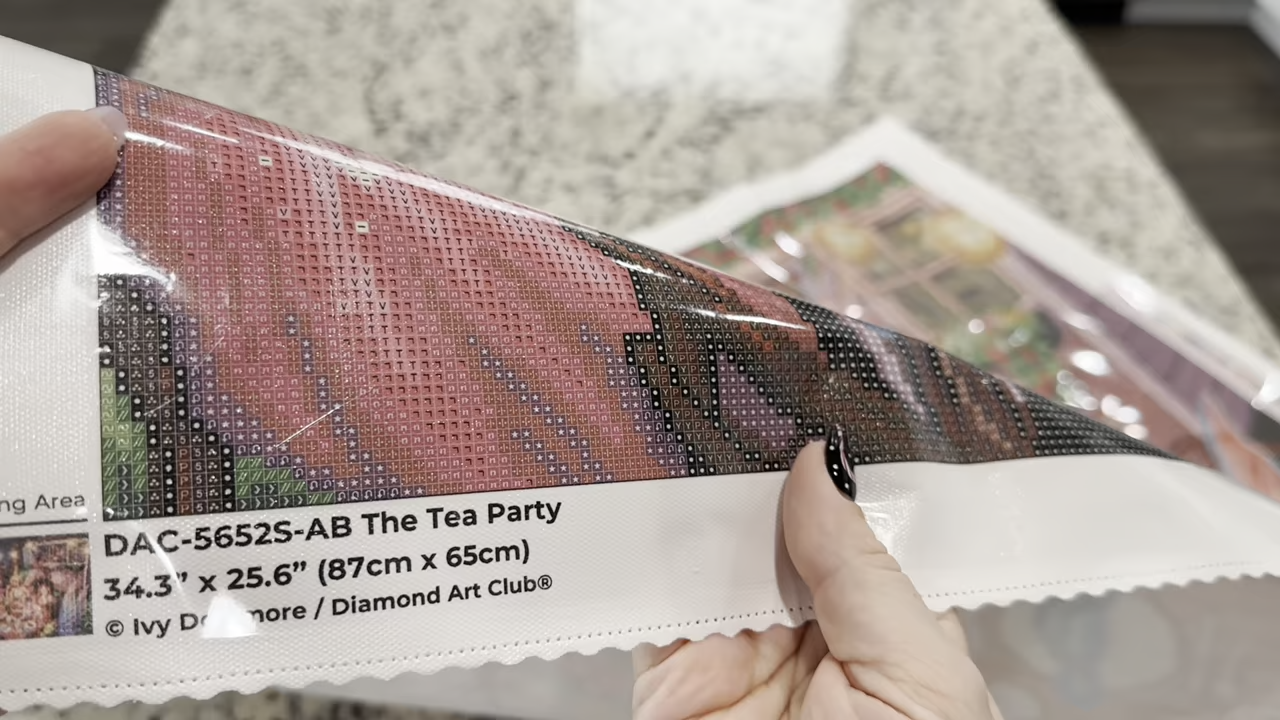 ng Area
DAC-5652S-AB The Tea Party
34.3” x 25.6” (87cm x 65cm)
© Ivy more / Diamond Art Club®